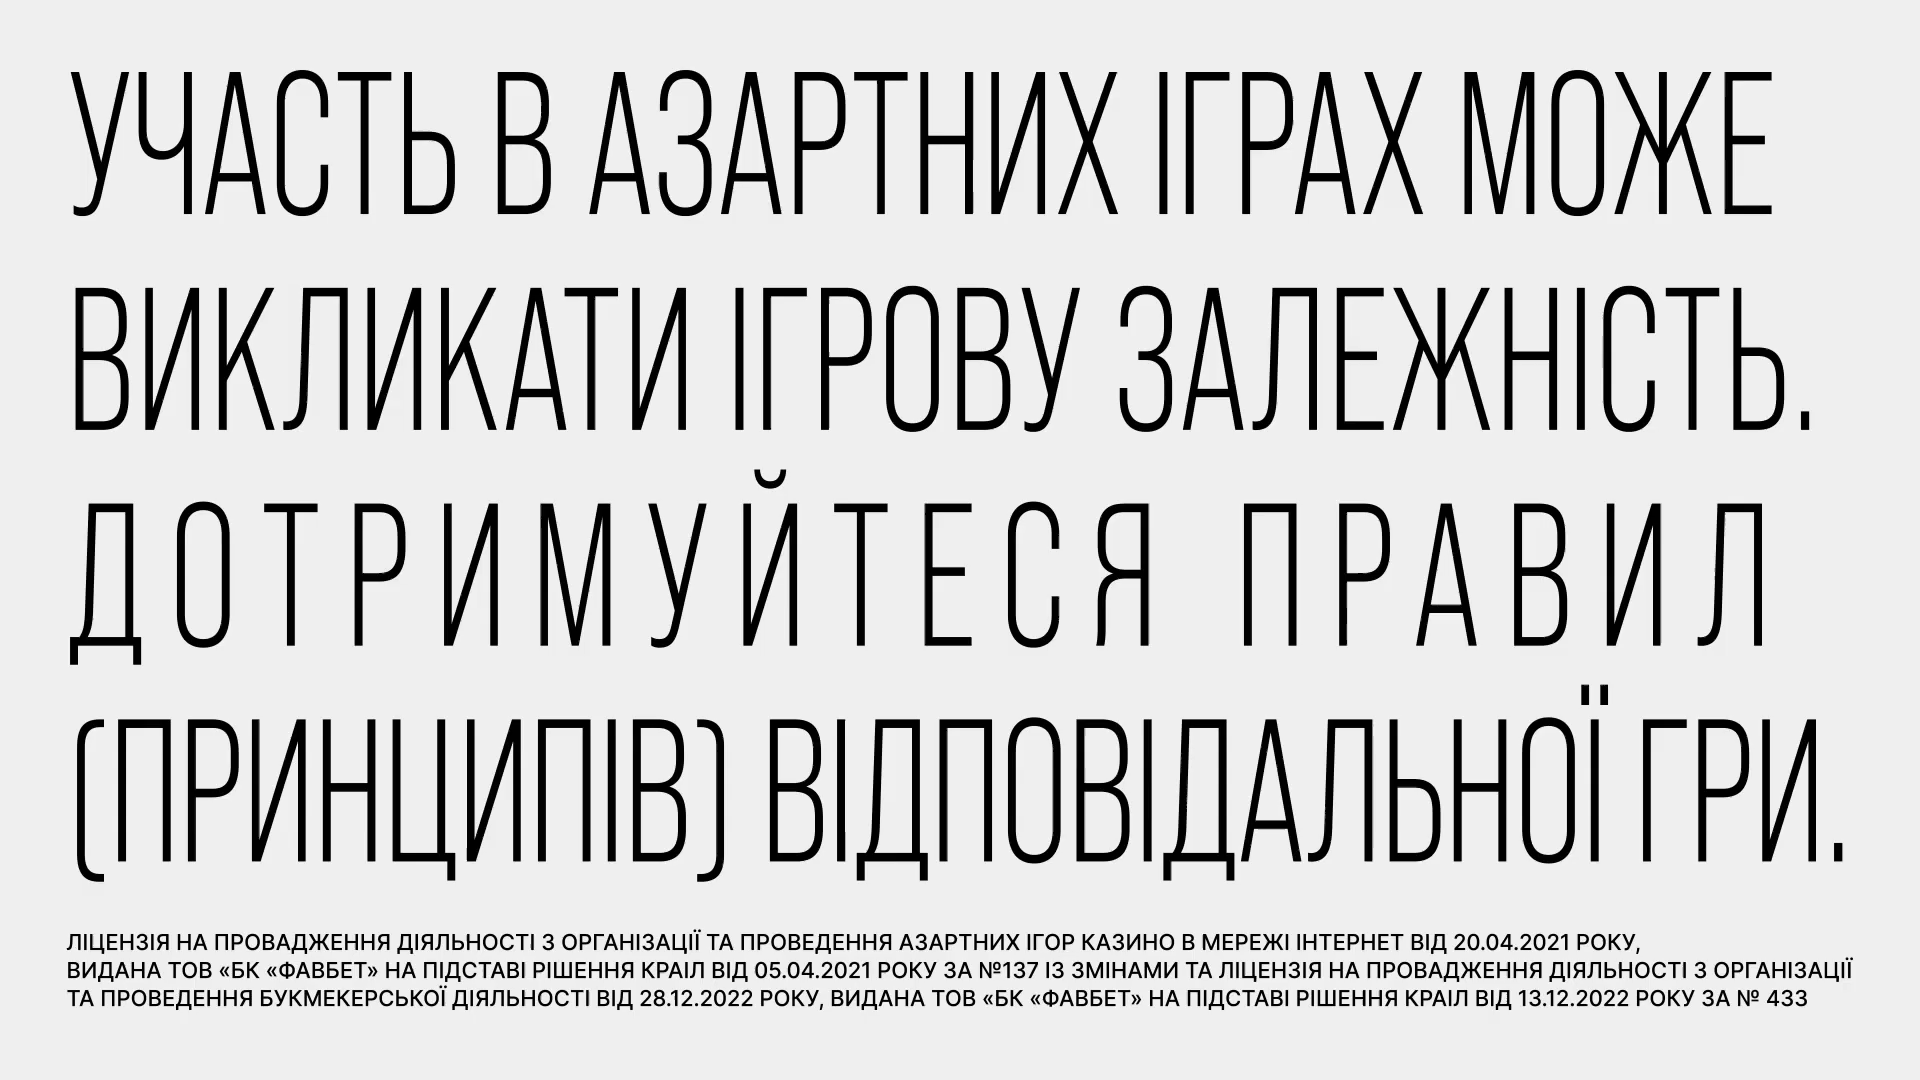 УЧАСТЬ В АЗАРТНИХ ІГРАХ МОЖЕ
ВИКЛИКАТИ ІГРОВУ ЗАЛЕЖНІСТЬ.
ДОТРИМУЙТЕСЯ ПРАВИЛ
(ПРИНЦИПІВ) ВІДПОВІДАЛЬНОЇ ГРИ.
ЛІЦЕНЗІЯ НА ПРОВАДЖЕННЯ ДІЯЛЬНОСТІ З ОРГАНІЗАЦІЇ ТА ПРОВЕДЕННЯ АЗАРТНИХ ІГОР КАЗИНО В МЕРЕЖІ ІНТЕРНЕТ ВІД 20.04.2021 РОКУ,
ВИДАНА ТОВ «БК «ФАВБЕТ» НА ПІДСТАВІ РІШЕННЯ КРАІЛ ВІД 05.04.2021 РОКУ ЗА №137 ІЗ ЗМІНАМИ ТА ЛІЦЕНЗІЯ НА ПРОВАДЖЕННЯ ДІЯЛЬНОСТІ З ОРГАНІЗАЦІЇ
ТА ПРОВЕДЕННЯ БУКМЕКЕРСЬКОЇ ДІЯЛЬНОСТІ ВІД 28.12.2022 РОКУ, ВИДАНА ТОВ «БК «ФАВБЕТ» НА ПІДСТАВІ РІШЕННЯ КРАІЛ ВІД 13.12.2022 РОКУ ЗА № 433